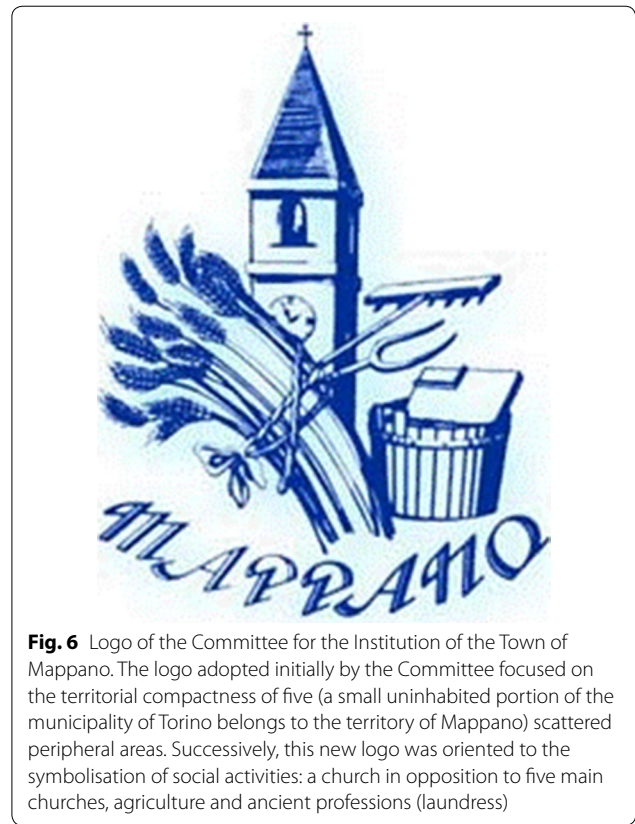 MAPPANO
Fig. 6 Logo of the Committee for the Institution of the Town of
Mappano. The logo adopted initially by the Committee focused on
the territorial compactness of five (a small uninhabited portion of the
municipality of Torino belongs to the territory of Mappano) scattered
peripheral areas. Successively, this new logo was oriented to the
symbolisation of social activities: a church in opposition to five main
churches, agriculture and ancient professions (laundress)